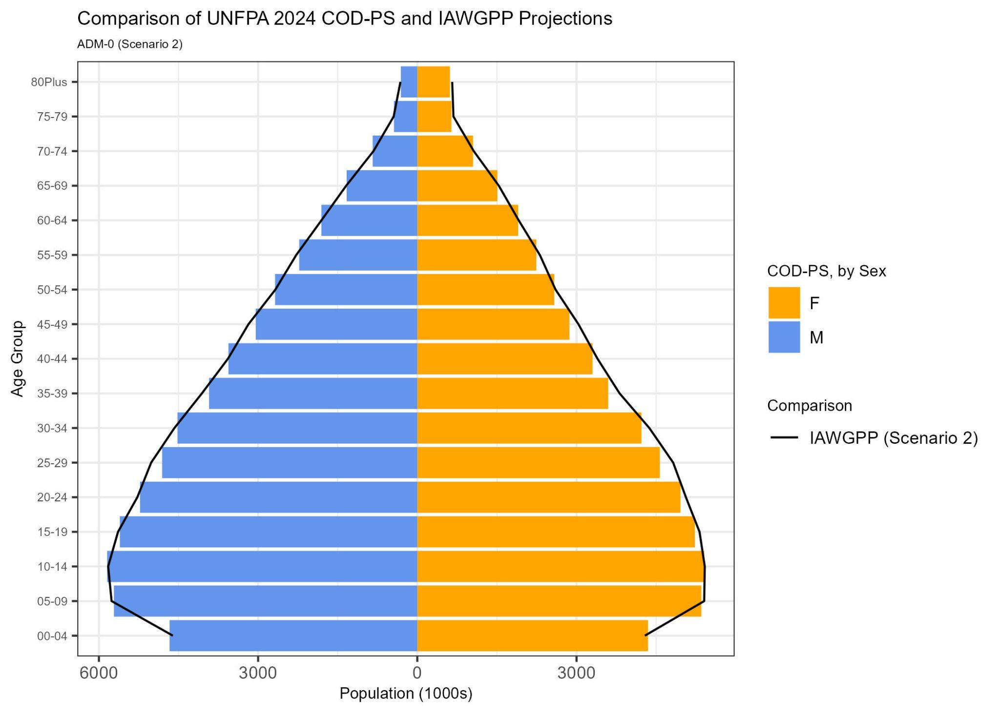 Comparison of UNFPA 2024 COD-PS and IAWGPP Projections
ADM-0 (Scenario 2)
80Plus
75-79
70-74
65-69
60-64
55-59
50-54
45-49
40-44
35-39
30-34
25-29
20-24
15-19
10-14
05-09
00-04
Age Group
6000 3000 0 3000
Population (1000s)
COD-PS, by Sex
F
M
Comparison
IAWGPP (Scenario 2)